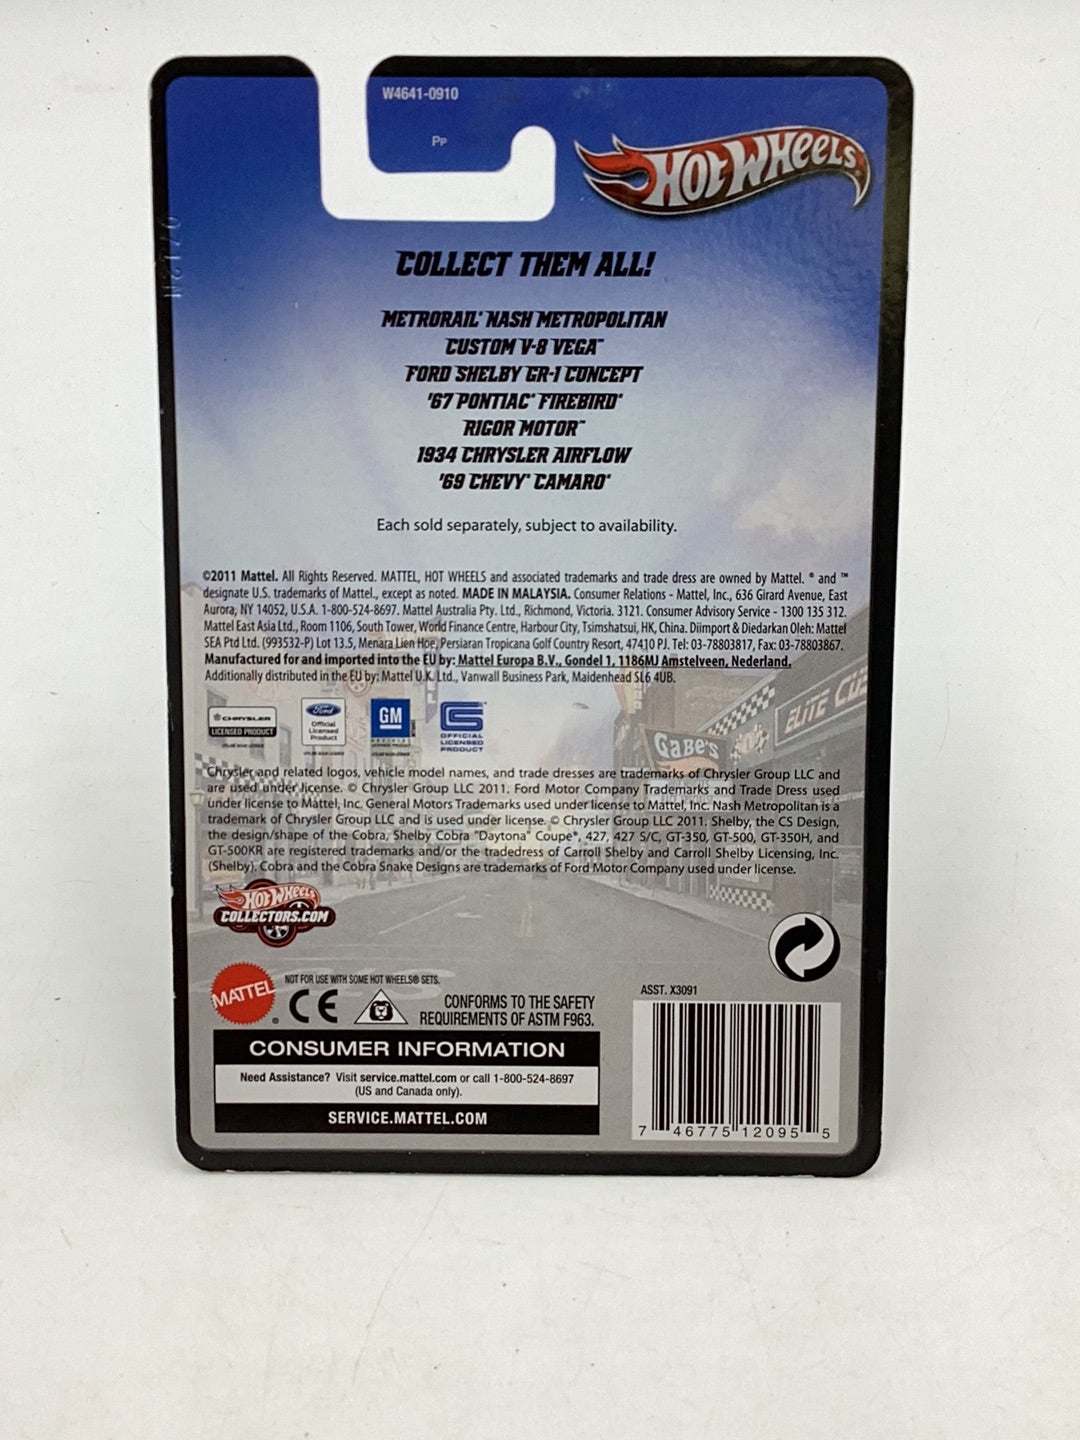 W4641-0910
Pp
HOT WHEELS
COLLECT THEM ALL!
METRORAIL® NASH METROPOLITAN
CUSTOM V-8 VEGA™
FORD SHELBY GR-1 CONCEPT
'67 PONTIAC® FIREBIRD®
RIGOR MOTOR™
1934 CHRYSLER AIRFLOW
'69 CHEVY® CAMARO®
Each sold separately, subject to availability.
©2011 Mattel. All Rights Reserved. MATTEL, HOT WHEELS and associated trademarks and trade dress are owned by Mattel. ® and ™
designate U.S. trademarks of Mattel., except as noted. MADE IN MALAYSIA. Consumer Relations - Mattel, Inc., 636 Girard Avenue, East
Aurora, NY 14052, U.S.A. 1-800-524-8697. Mattel Australia Pty. Ltd., Richmond, Victoria. 3121. Consumer Advisory Service - 1300 135 312.
Mattel East Asia Ltd., Room 1106, South Tower, World Finance Centre, Harbour City, Tsimshatsui, HK, China. Diimport & Diedarkan Oleh: Mattel
SEA Ptd Ltd. (993532-P) Lot 13.5, Menara Lien Hoe, Persiaran Tropicana Golf Country Resort, 47410 PJ. Tel: 03-78803817, Fax: 03-78803867.
Manufactured for and imported into the EU by: Mattel Europa B.V., Gondel 1, 1186MJ Amstelveen, Nederland.
Additionally distributed in the EU by: Mattel U.K. Ltd., Vanwall Business Park, Maidenhead SL6 4UB.
CHRYSLER
LICENSED PRODUCT
Ford
Official
Licensed
Product
GM
OFFICIAL
LICENSED
PRODUCT
GaBe's
ELITE
Chrysler and related logos, vehicle model names, and trade dresses are trademarks of Chrysler Group LLC and
are used under license. © Chrysler Group LLC 2011. Ford Motor Company Trademarks and Trade Dress used
under license to Mattel, Inc. General Motors Trademarks used under license to Mattel, Inc. Nash Metropolitan is a
trademark of Chrysler Group LLC and is used under license. © Chrysler Group LLC 2011. Shelby, the CS Design,
the design/shape of the Cobra, Shelby Cobra "Daytona" Coupe®, 427, 427 S/C, GT-350, GT-500, GT-350H, and
GT-500KR are registered trademarks and/or the tradedress of Carroll Shelby and Carroll Shelby Licensing, Inc.
(Shelby). Cobra and the Cobra Snake Designs are trademarks of Ford Motor Company used under license.
HOT WHEELS
COLLECTORS.COM
MATTEL
NOT FOR USE WITH SOME HOT WHEELS® SETS.
CE
CONFORMS TO THE SAFETY
REQUIREMENTS OF ASTM F963.
CONSUMER INFORMATION
Need Assistance? Visit service.mattel.com or call 1-800-524-8697
(US and Canada only).
SERVICE.MATTEL.COM
ASST. X3091
7 46775 12095 5